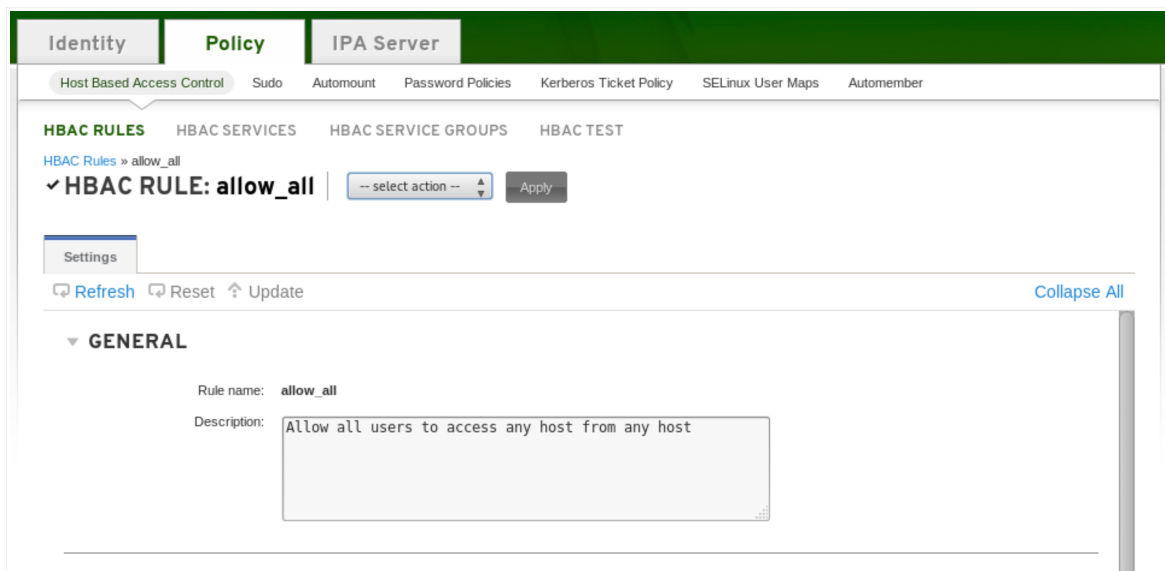 Identity Policy IPA Server
Host Based Access Control Sudo Automount Password Policies Kerberos Ticket Policy SELinux User Maps Automember
HBAC RULES HBAC SERVICES HBAC SERVICE GROUPS HBAC TEST
HBAC Rules » allow_all
✔ HBAC RULE: allow_all -- select action -- Apply
Settings
Refresh Reset Update Collapse All
GENERAL
Rule name: allow_all
Description: Allow all users to access any host from any host